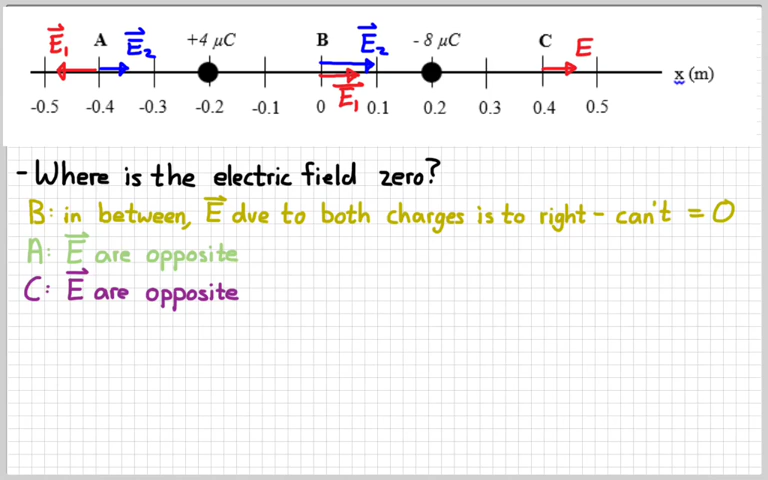 E₁ A E₂ +4 μC B E₂ - 8 μC C E
x (m)
E₁
-0.5 -0.4 -0.3 -0.2 -0.1 0 0.1 0.2 0.3 0.4 0.5
- Where is the electric field zero?
B: in between, E due to both charges is to right - can't = 0
A: E are opposite
C: E are opposite